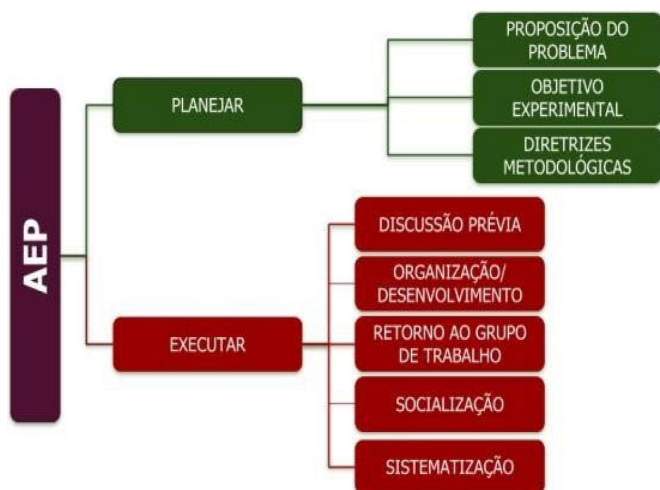 AEP
PLANEJAR
PROPOSIÇÃO DO
PROBLEMA
OBJETIVO
EXPERIMENTAL
DIRETRIZES
METODOLÓGICAS
EXECUTAR
DISCUSSÃO PRÉVIA
ORGANIZAÇÃO/
DESENVOLVIMENTO
RETORNO AO GRUPO
DE TRABALHO
SOCIALIZAÇÃO
SISTEMATIZAÇÃO